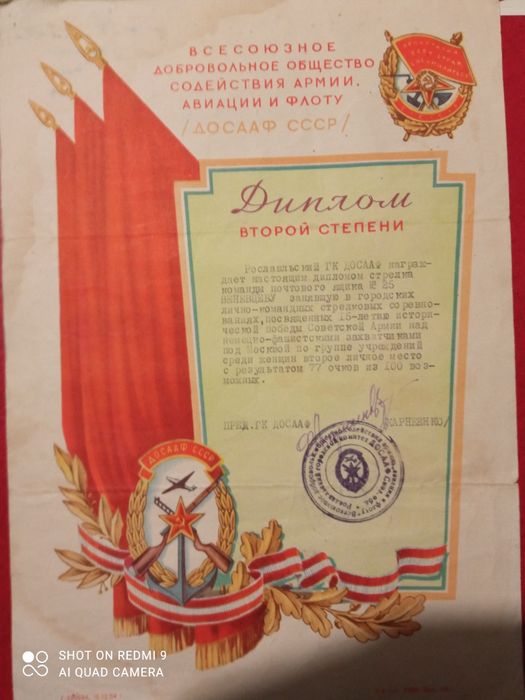 ВСЕСОЮЗНОЕ
ДОБРОВОЛЬНОЕ ОБЩЕСТВО
СОДЕЙСТВИЯ АРМИИ,
АВИАЦИИ И ФЛОТУ
/ДОСААФ СССР/
Диплом
ВТОРОЙ СТЕПЕНИ
Рославльский ГК ДОСААФ награж-
дает настоящим дипломом стрелка
команды почтового ящика № 25
ВЕНЕВЦЕВУ занявшую в городских
лично-командных стрелковых соревно-
ваниях, посвященных 15-летию истори-
ческой победы Советской Армии над
немецко-фашистскими захватчиками
под Москвой по группе учреждений
среди женщин второе личное место
с результатом 77 очков из 100 воз-
можных.
ПРЕД.ГК ДОСААФ /КАРНЕЕНКО/
ДОСААФ СССР
SHOT ON REDMI 9
AI QUAD CAMERA